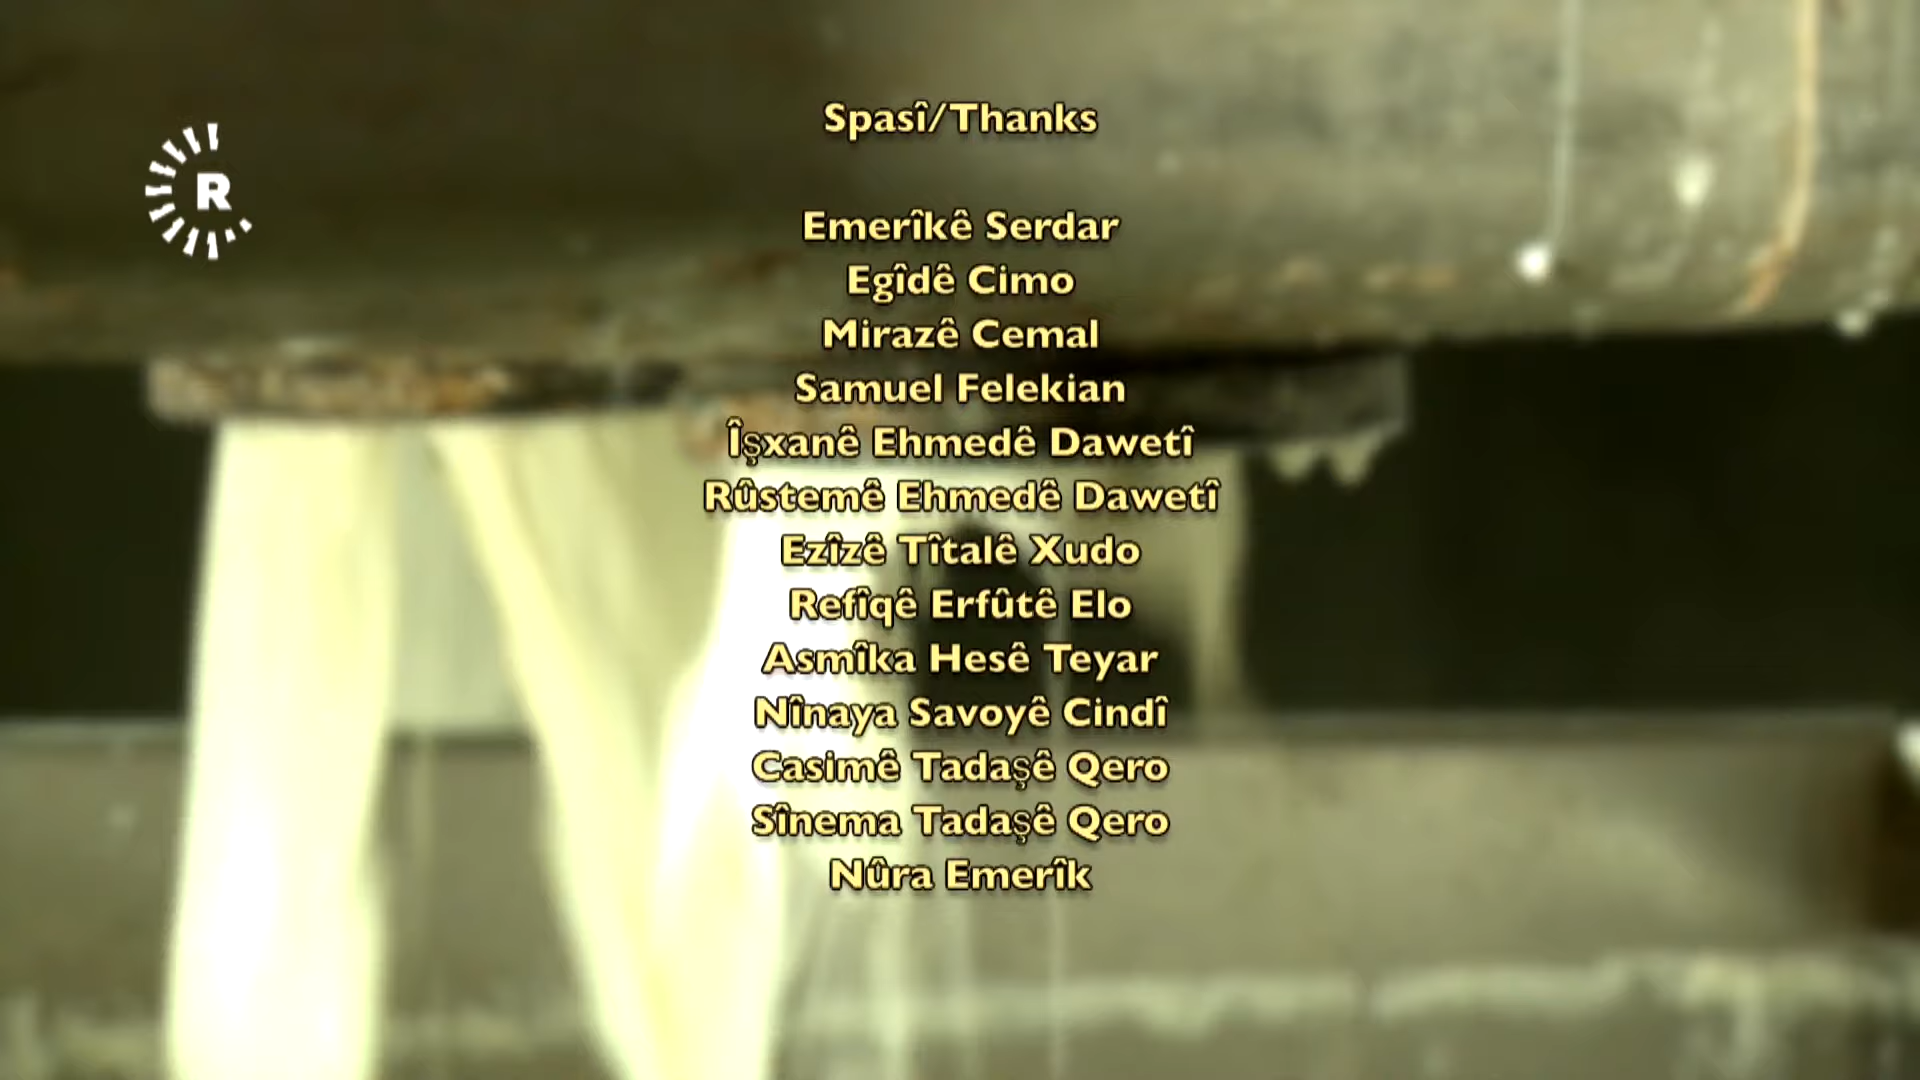 Spasî/Thanks
R
Emerîkê Serdar
Egîdê Cimo
Mirazê Cemal
Samuel Felekian
Îşxanê Ehmedê Dawetî
Rûstemê Ehmedê Dawetî
Ezîzê Tîtalê Xudo
Refîqê Erfûtê Elo
Asmîka Hesê Teyar
Nînaya Savoyê Cindî
Casimê Tadaşê Qero
Sînema Tadaşê Qero
Nûra Emerîk